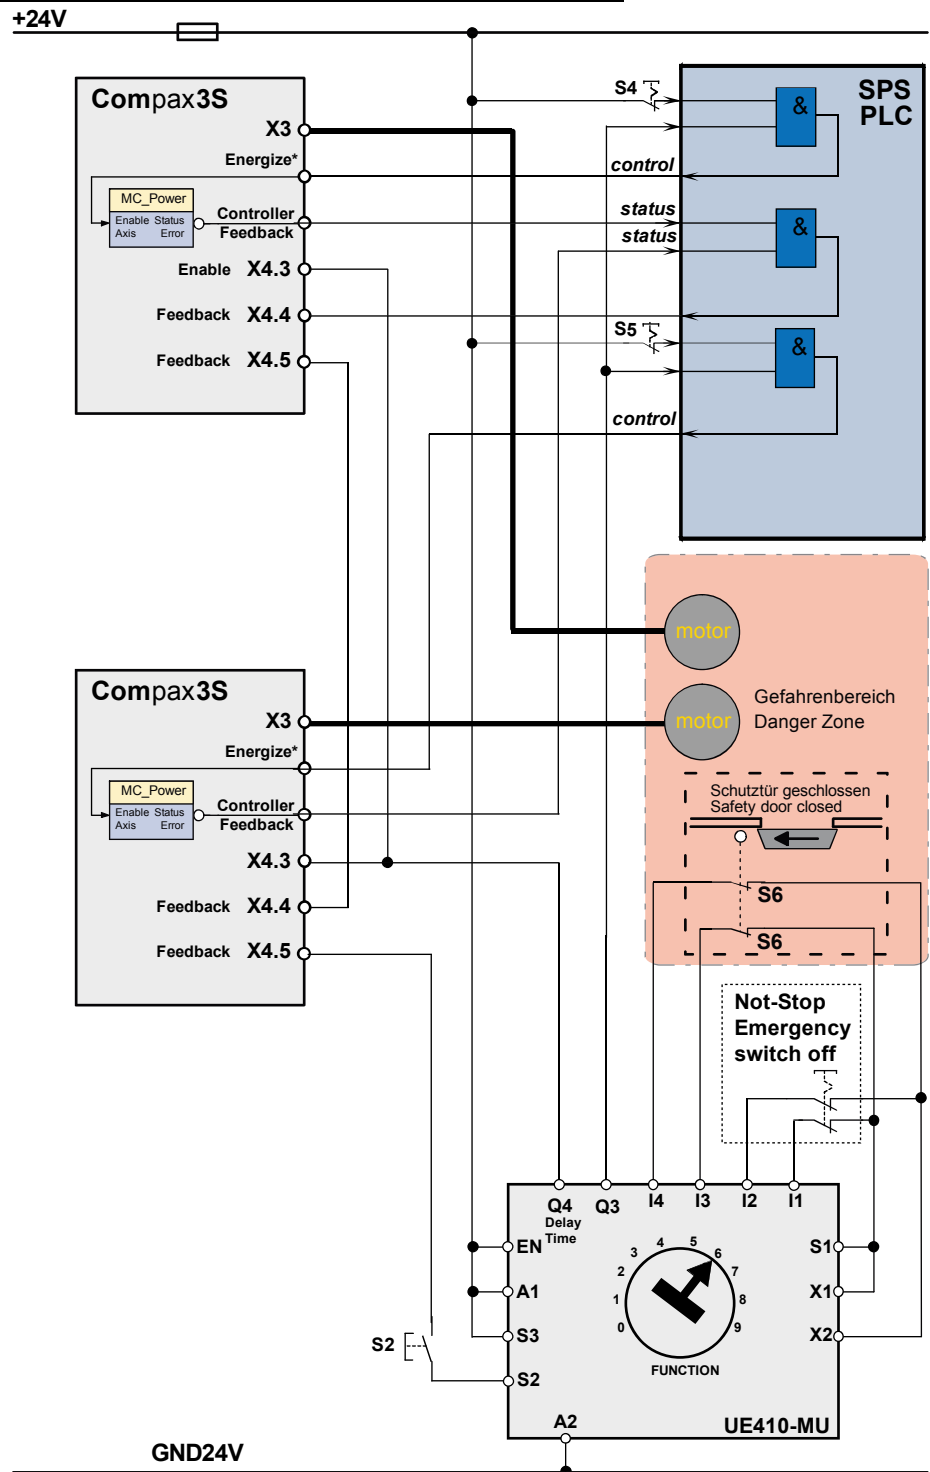 +24V
Compax3S
X3
Energize*
MC_Power
Enable Status
Axis Error
Controller
Feedback
Enable X4.3
Feedback X4.4
Feedback X4.5
S4
SPS
PLC
&
control
status
status
&
S5
&
control
motor
motor
Gefahrenbereich
Danger Zone
Schutztür geschlossen
Safety door closed
S6
S6
Compax3S
X3
Energize*
MC_Power
Enable Status
Axis Error
Controller
Feedback
X4.3
Feedback X4.4
Feedback X4.5
Not-Stop
Emergency
switch off
Q4
Delay
Time
Q3
I4
I3
I2
I1
EN
A1
S3
S2
S2
0
1
2
3
4
5
6
7
8
9
FUNCTION
S1
X1
X2
A2
UE410-MU
GND24V